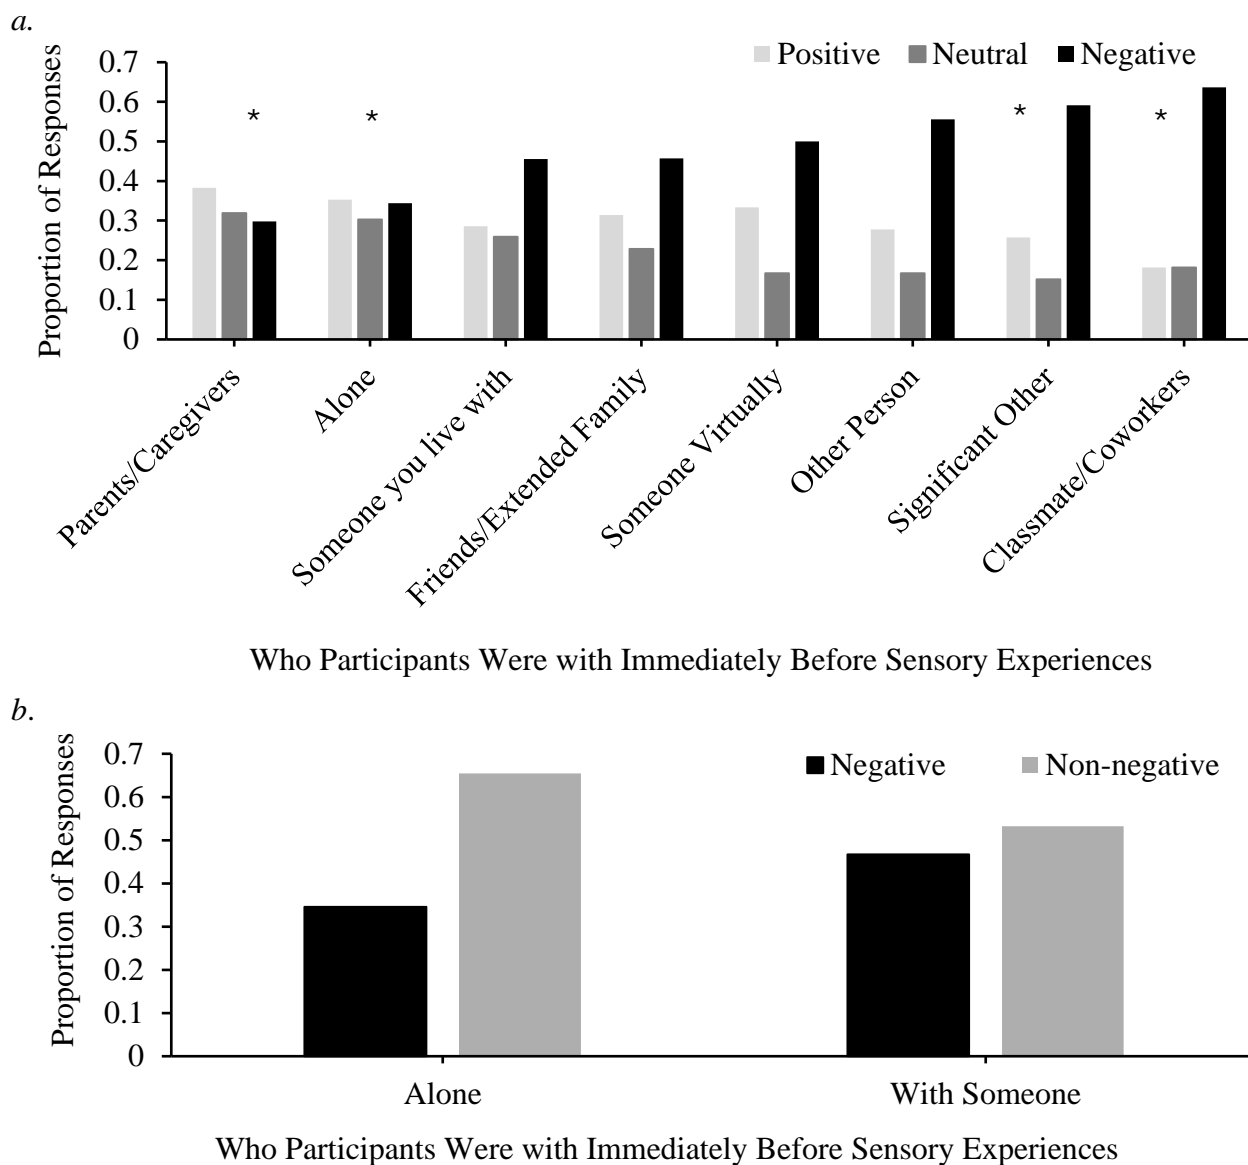 a.
Positive Neutral Negative
Proportion of Responses
0.7
0.6
0.5
0.4
0.3
0.2
0.1
0
* * * *
Parents/Caregivers
Alone
Someone you live with
Friends/Extended Family
Someone Virtually
Other Person
Significant Other
Classmate/Coworkers
Who Participants Were with Immediately Before Sensory Experiences
b.
Negative Non-negative
Proportion of Responses
0.7
0.6
0.5
0.4
0.3
0.2
0.1
0
Alone With Someone
Who Participants Were with Immediately Before Sensory Experiences